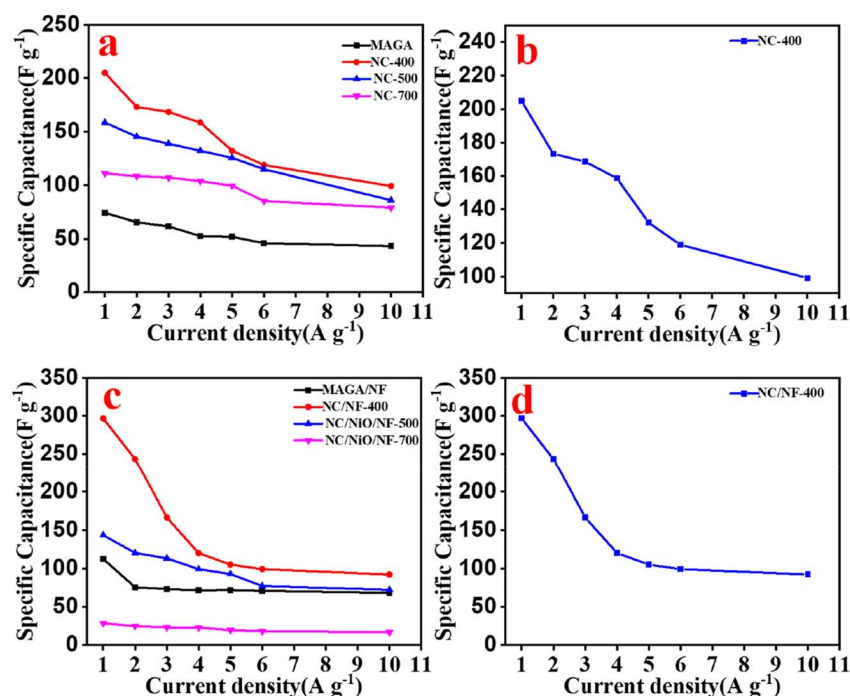 a
MAGA
NC-400
NC-500
NC-700
Specific Capacitance(F g⁻¹)
250
200
150
100
50
0
1 2 3 4 5 6 7 8 9 10 11
Current density(A g⁻¹)
b
NC-400
Specific Capacitance(F g⁻¹)
240
220
200
180
160
140
120
100
1 2 3 4 5 6 7 8 9 10 11
Current density(A g⁻¹)
c
MAGA/NF
NC/NF-400
NC/NiO/NF-500
NC/NiO/NF-700
Specific Capacitance(F g⁻¹)
350
300
250
200
150
100
50
0
1 2 3 4 5 6 7 8 9 10 11
Current density(A g⁻¹)
d
NC/NF-400
Specific Capacitance(F g⁻¹)
350
300
250
200
150
100
50
0
1 2 3 4 5 6 7 8 9 10 11
Current density(A g⁻¹)